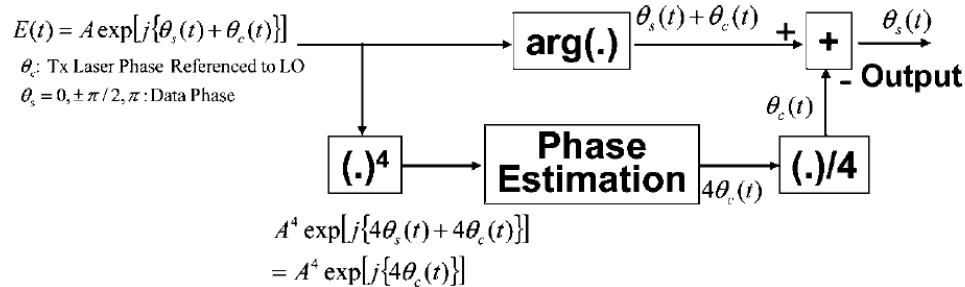 E(t) = A exp[j{θs(t) + θc(t)}]
θc: Tx Laser Phase Referenced to LO
θs = 0, ± π/2, π : Data Phase
arg(.)
θs(t) + θc(t)
+
+
θs(t)
- Output
θc(t)
(.)⁴
Phase
Estimation
4θc(t)
(.)/4
A⁴ exp[j{4θs(t) + 4θc(t)}]
= A⁴ exp[j{4θc(t)}]